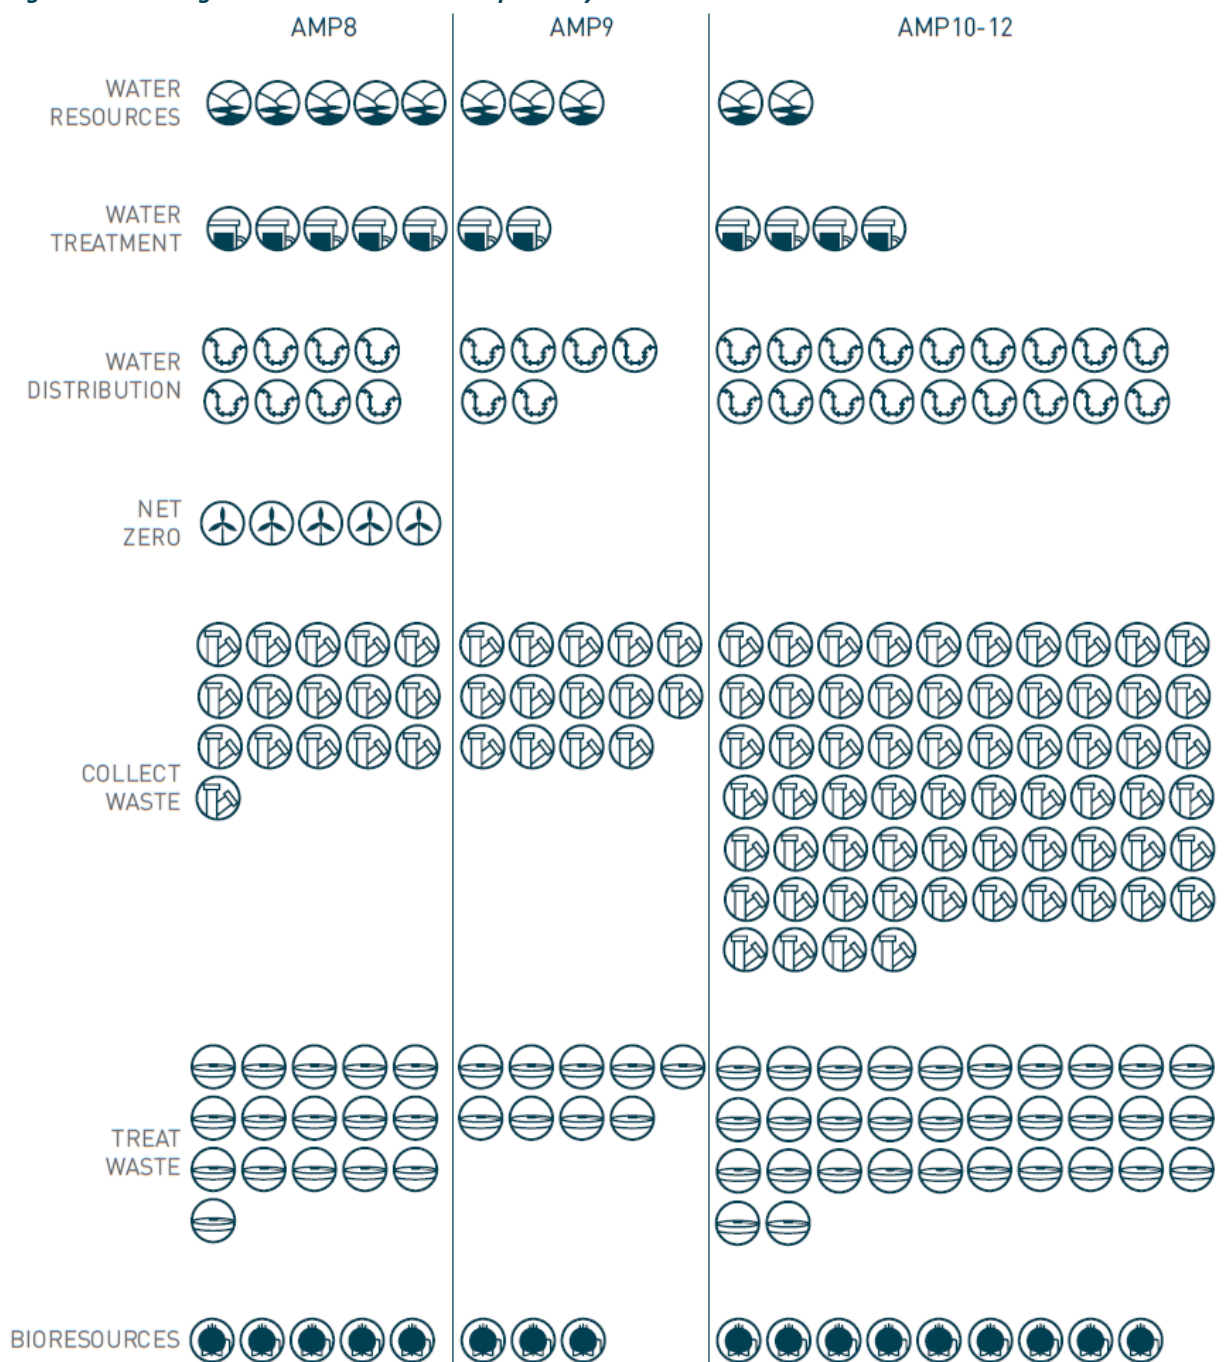 AMP8
AMP9
AMP10-12
WATER
RESOURCES
WATER
TREATMENT
WATER
DISTRIBUTION
NET
ZERO
COLLECT
WASTE
TREAT
WASTE
BIORESOURCES